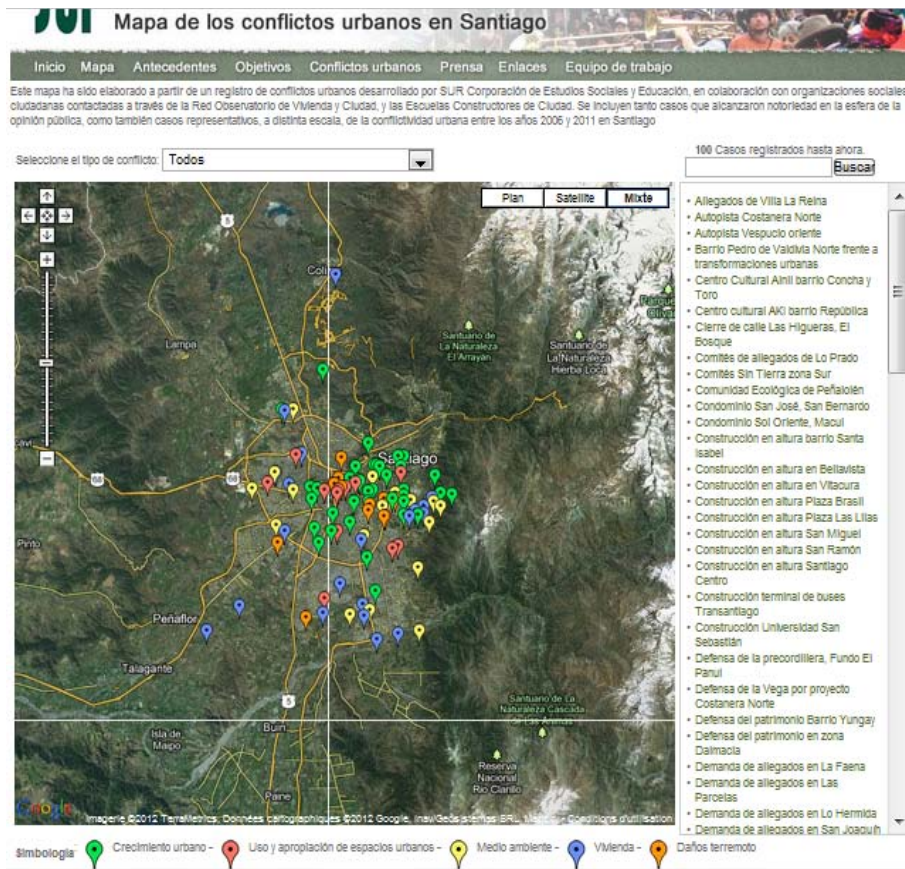 SUR Mapa de los conflictos urbanos en Santiago
Inicio Mapa Antecedentes Objetivos Conflictos urbanos Prensa Enlaces Equipo de trabajo
Este mapa ha sido elaborado a partir de un registro de conflictos urbanos desarrollado por SUR Corporación de Estudios Sociales y Educación, en colaboración con organizaciones sociales
ciudadanas contactadas a través de la Red Observatorio de Vivienda y Ciudad, y las Escuelas Constructores de Ciudad. Se incluyen tanto casos que alcanzaron notoriedad en la esfera de la
opinión pública, como también casos representativos, a distinta escala, de la conflictividad urbana entre los años 2006 y 2011 en Santiago
Seleccione el tipo de conflicto: Todos
100 Casos registrados hasta ahora.
Buscar
Plan Satellite Mixte
5
Colina
Lampa
Santuario de
La Naturaleza
El Arrayán
Santuario de
La Naturaleza
Hierba Loca
Parque
Olivar
Santiago
68
68
Pinto
Peñaflor
Talagante
5
Buin
Isla de
Maipo
Paine
Santuario de La
Naturaleza Cascada
de Las Animas
Reserva
Nacional
Rio Clarillo
Google
Imagerie ©2012 TerraMetrics, Données cartographiques ©2012 Google, Inav/Geosistemas SRL, - Conditions d'utilisation
• Allegados de Villa La Reina
• Autopista Costanera Norte
• Autopista Vespucio oriente
• Barrio Pedro de Valdivia Norte frente a
transformaciones urbanas
• Centro Cultural Ainil barrio Concha y
Toro
• Centro cultural AKI barrio República
• Cierre de calle Las Higueras, El
Bosque
• Comités de allegados de Lo Prado
• Comités Sin Tierra zona Sur
• Comunidad Ecológica de Peñalolén
• Condominio San José, San Bernardo
• Condominio Sol Oriente, Macul
• Construcción en altura barrio Santa
Isabel
• Construcción en altura en Bellavista
• Construcción en altura en Vitacura
• Construcción en altura Plaza Brasil
• Construcción en altura Plaza Las Lilas
• Construcción en altura San Miguel
• Construcción en altura San Ramón
• Construcción en altura Santiago
Centro
• Construcción terminal de buses
Transantiago
• Construcción Universidad San
Sebastián
• Defensa de la precordillera, Fundo El
Panul
• Defensa de la Vega por proyecto
Costanera Norte
• Defensa del patrimonio Barrio Yungay
• Defensa del patrimonio en zona
Dalmacia
• Demanda de allegados en La Faena
• Demanda de allegados en Las
Parcelas
• Demanda de allegados en Lo Hermida
• Demanda de allegados en San Joaquín
Simbología Crecimiento urbano - Uso y apropiación de espacios urbanos - Medio ambiente - Vivienda - Daños terremoto